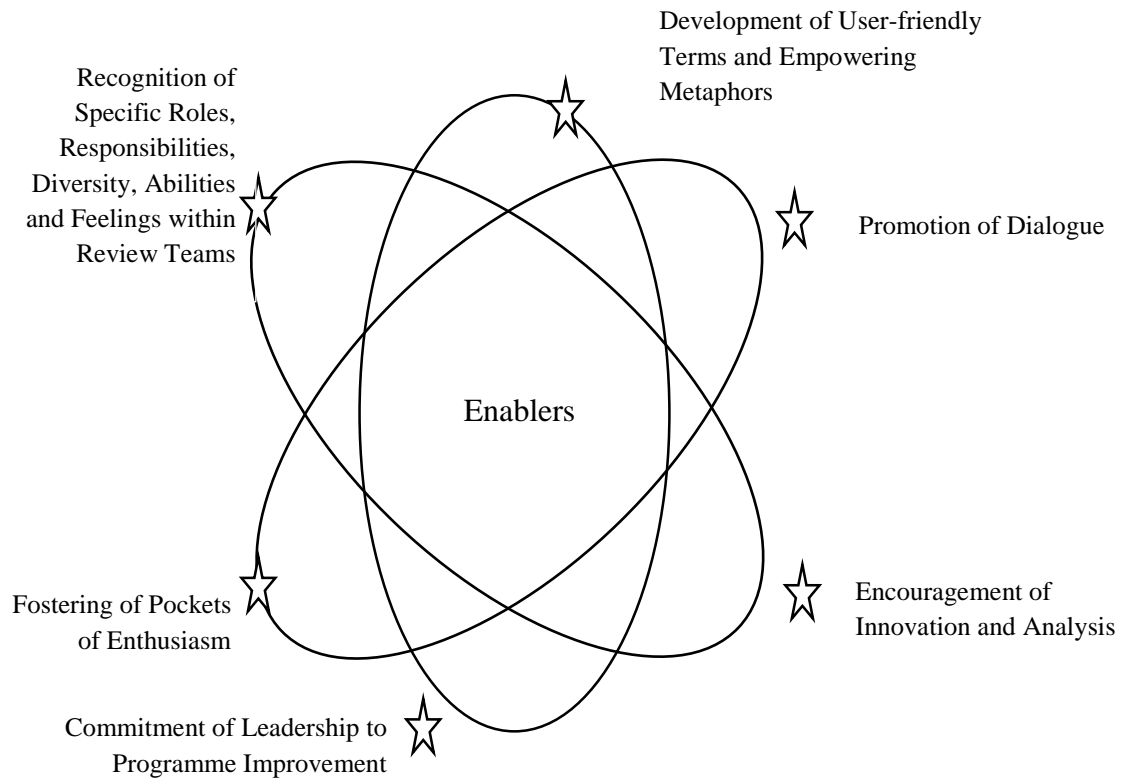 Development of User-friendly
Terms and Empowering
Metaphors
Recognition of
Specific Roles,
Responsibilities,
Diversity, Abilities
and Feelings within
Review Teams
Promotion of Dialogue
Enablers
Fostering of Pockets
of Enthusiasm
Encouragement of
Innovation and Analysis
Commitment of Leadership to
Programme Improvement